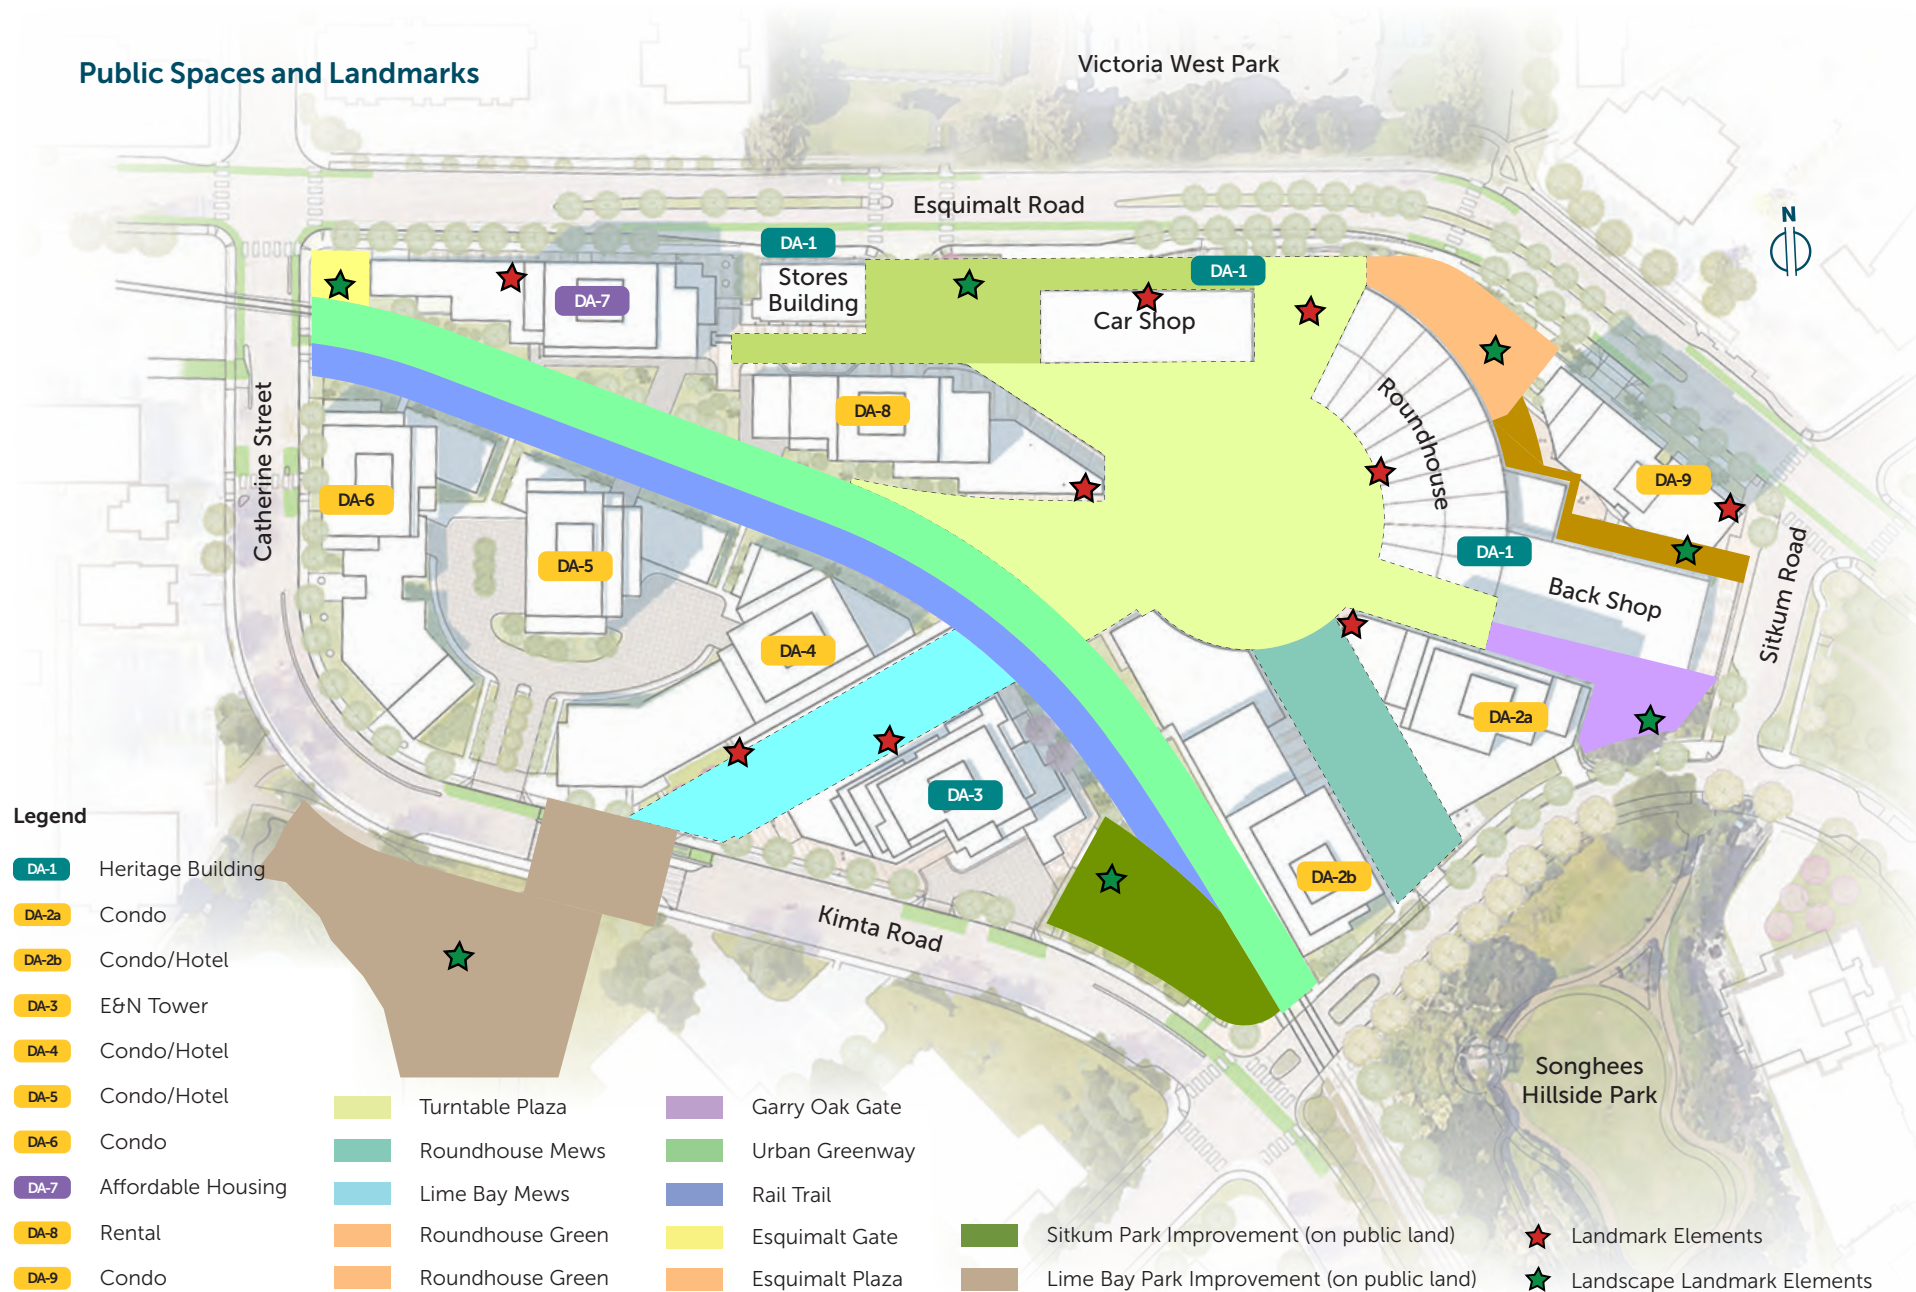 Public Spaces and Landmarks
Victoria West Park
Esquimalt Road
N
DA-1
Stores
Building
DA-1
Car Shop
DA-7
DA-8
Roundhouse
DA-9
DA-6
DA-5
DA-1
Back Shop
Catherine Street
Sitkum Road
DA-4
DA-2a
DA-3
DA-2b
Kimta Road
Songhees
Hillside Park
Legend
DA-1 Heritage Building
DA-2a Condo
DA-2b Condo/Hotel
DA-3 E&N Tower
DA-4 Condo/Hotel
DA-5 Condo/Hotel
DA-6 Condo
DA-7 Affordable Housing
DA-8 Rental
DA-9 Condo
Turntable Plaza
Roundhouse Mews
Lime Bay Mews
Roundhouse Green
Roundhouse Green
Garry Oak Gate
Urban Greenway
Rail Trail
Esquimalt Gate
Esquimalt Plaza
Sitkum Park Improvement (on public land)
Lime Bay Park Improvement (on public land)
Landmark Elements
Landscape Landmark Elements